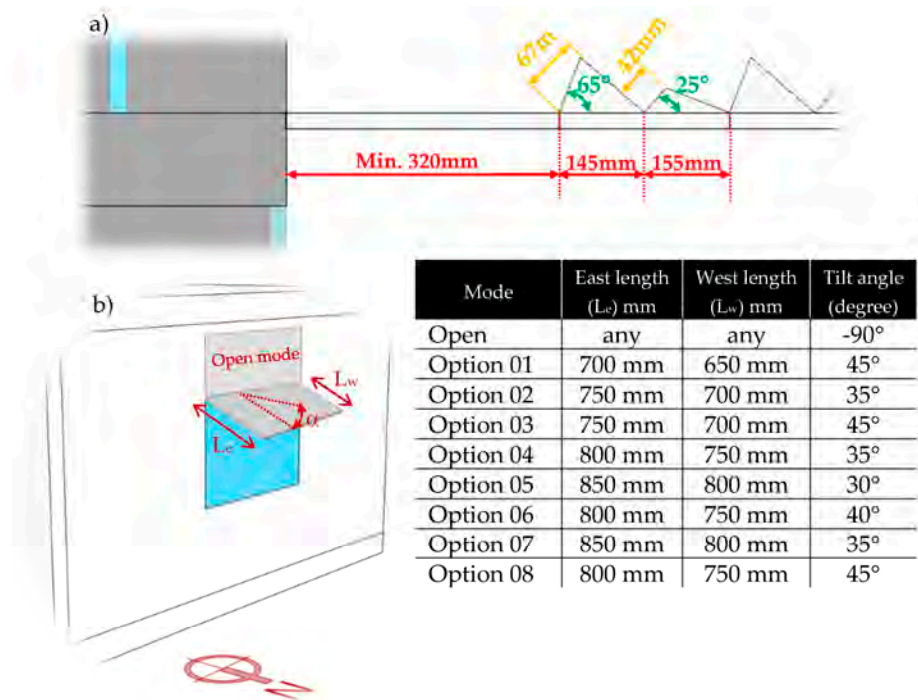 a)
67m
42mm
65°
25°
Min. 320mm
145mm
155mm
b)
Open mode
Lw
α
Le
N
Mode East length (Le) mm West length (Lw) mm Tilt angle (degree)
Open any any -90°
Option 01 700 mm 650 mm 45°
Option 02 750 mm 700 mm 35°
Option 03 750 mm 700 mm 45°
Option 04 800 mm 750 mm 35°
Option 05 850 mm 800 mm 30°
Option 06 800 mm 750 mm 40°
Option 07 850 mm 800 mm 35°
Option 08 800 mm 750 mm 45°